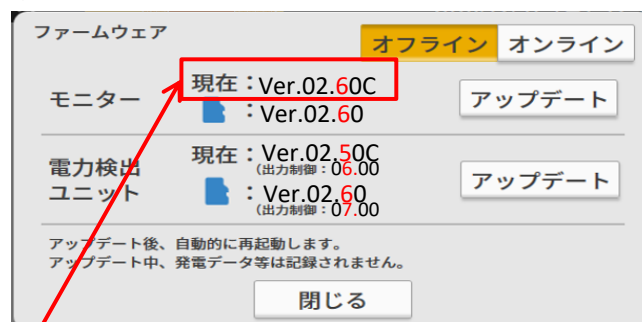 ファームウェア
オフライン オンライン
モニター
現在：Ver.02.60C
：Ver.02.60
アップデート
電力検出
ユニット
現在：Ver.02.50C
（出力制御：06.00
：Ver.02.60
（出力制御：07.00
アップデート
アップデート後、自動的に再起動します。
アップデート中、発電データ等は記録されません。
閉じる